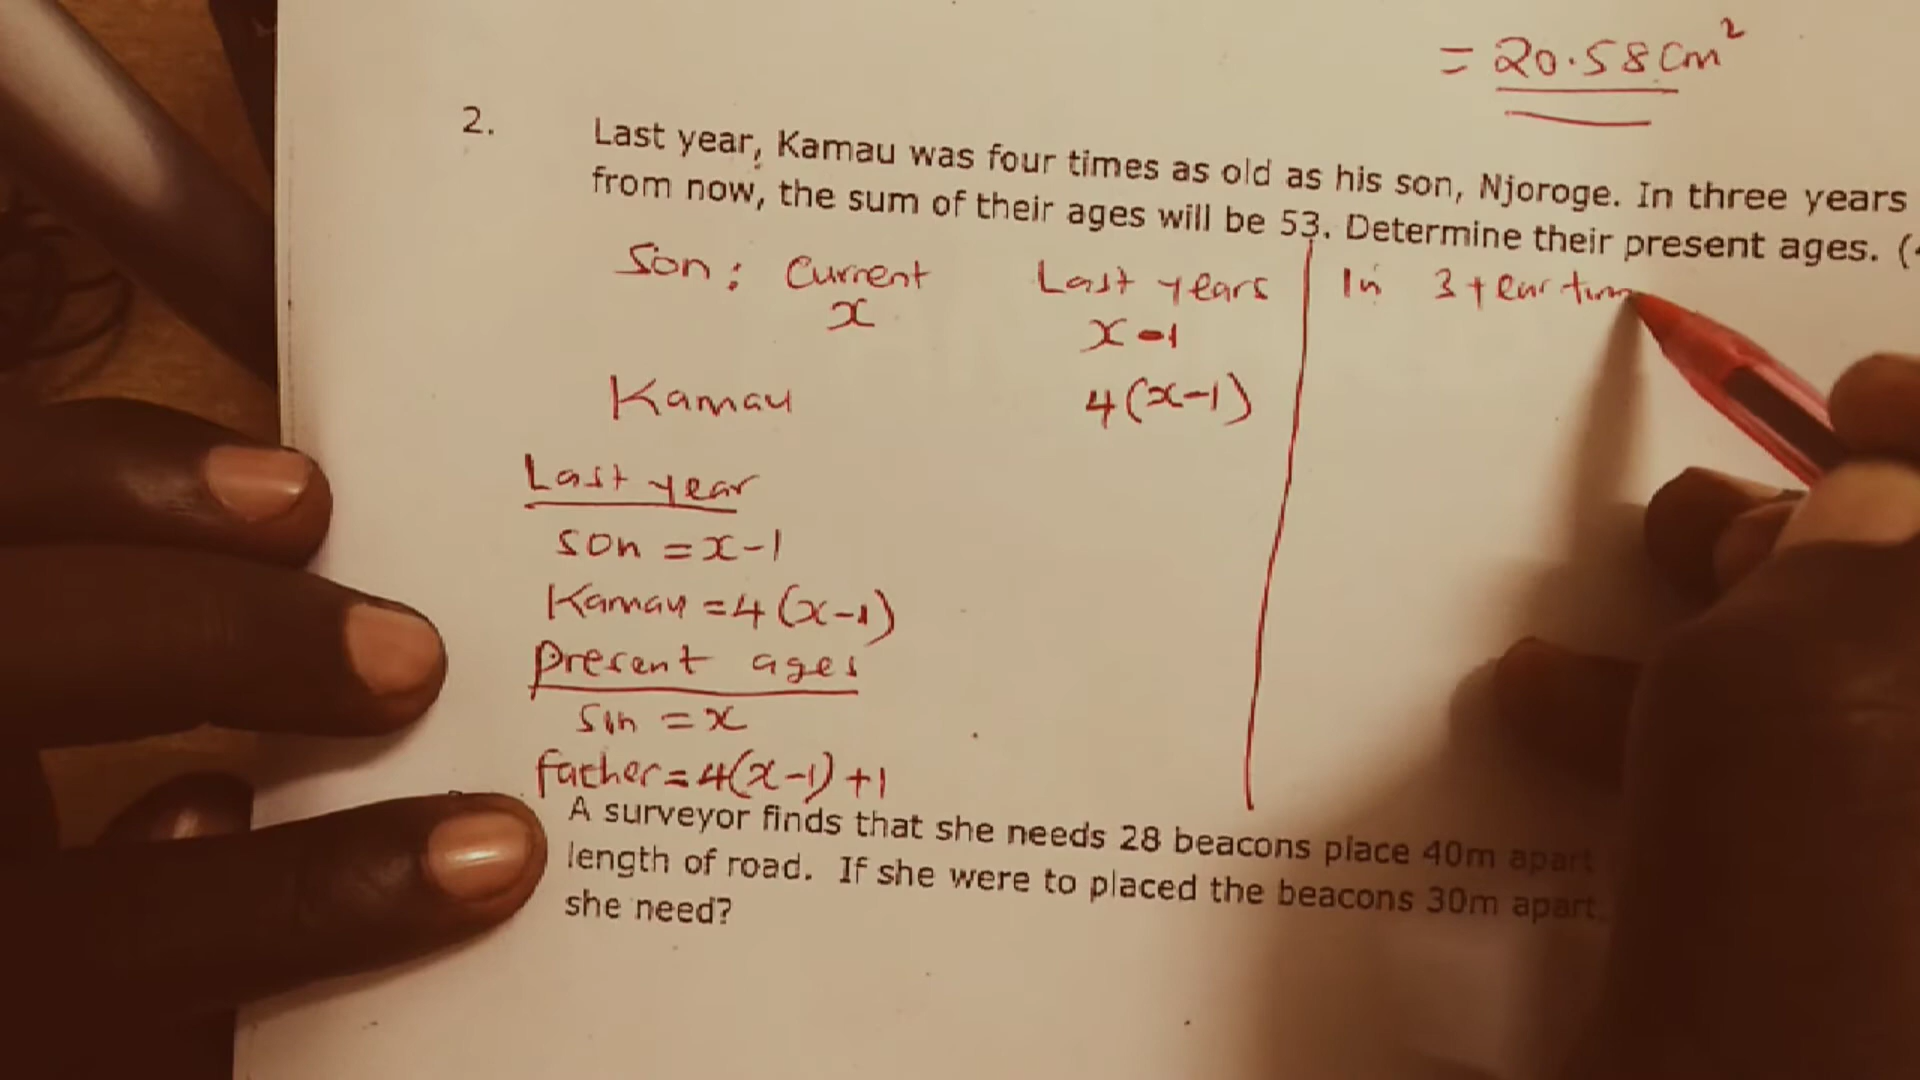 = 20.58cm²
2. Last year, Kamau was four times as old as his son, Njoroge. In three years
from now, the sum of their ages will be 53. Determine their present ages. (
Son: Current Last years
x x-1
Kamau 4(x-1)
Last year
son = x-1
Kamau = 4(x-1)
present ages
son = x
father = 4(x-1) +1
In 3 year tim
A surveyor finds that she needs 28 beacons place 40m apart
length of road. If she were to placed the beacons 30m apart
she need?